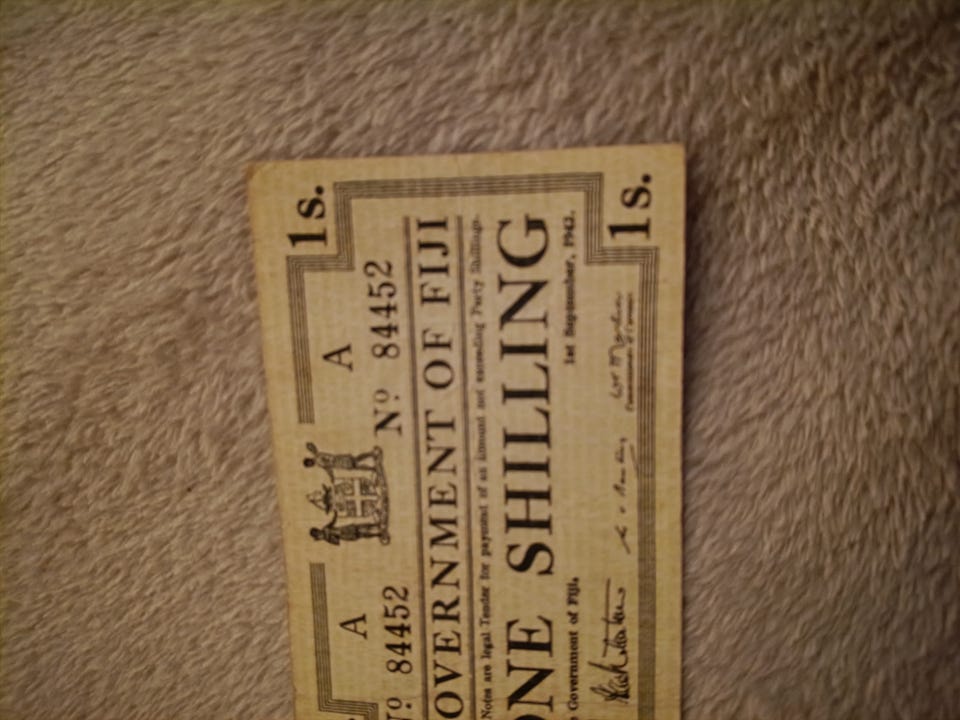 1s.
A A
Nº 84452 Nº 84452
OVERNMENT OF FIJI
Notes are legal Tender for payment of an Amount not exceeding Forty Shillings.
ONE SHILLING
Government of Fiji. 1st September, 1942.
1s.